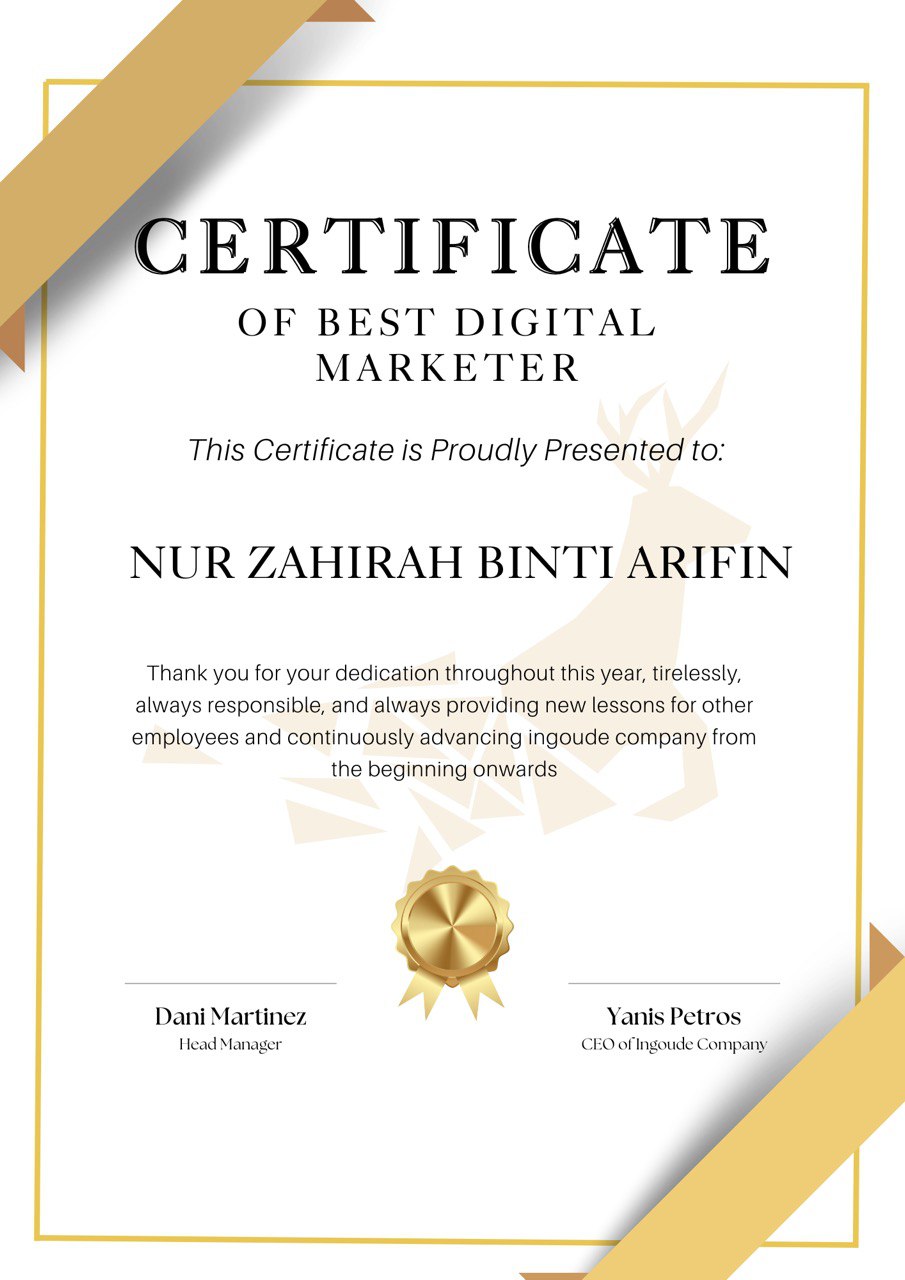 CERTIFICATE
OF BEST DIGITAL
MARKETER
This Certificate is Proudly Presented to:
NUR ZAHIRAH BINTI ARIFIN
Thank you for your dedication throughout this year, tirelessly,
always responsible, and always providing new lessons for other
employees and continuously advancing ingoude company from
the beginning onwards
Dani Martinez
Head Manager
Yanis Petros
CEO of Ingoude Company